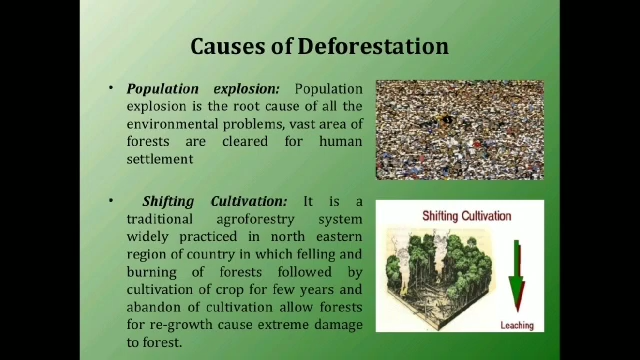 Causes of Deforestation
• Population explosion: Population
explosion is the root cause of all the
environmental problems, vast area of
forests are cleared for human
settlement
• Shifting Cultivation: It is a
traditional agroforestry system
widely practiced in north eastern
region of country in which felling and
burning of forests followed by
cultivation of crop for few years and
abandon of cultivation allow forests
for re-growth cause extreme damage
to forest.
Shifting Cultivation
Leaching